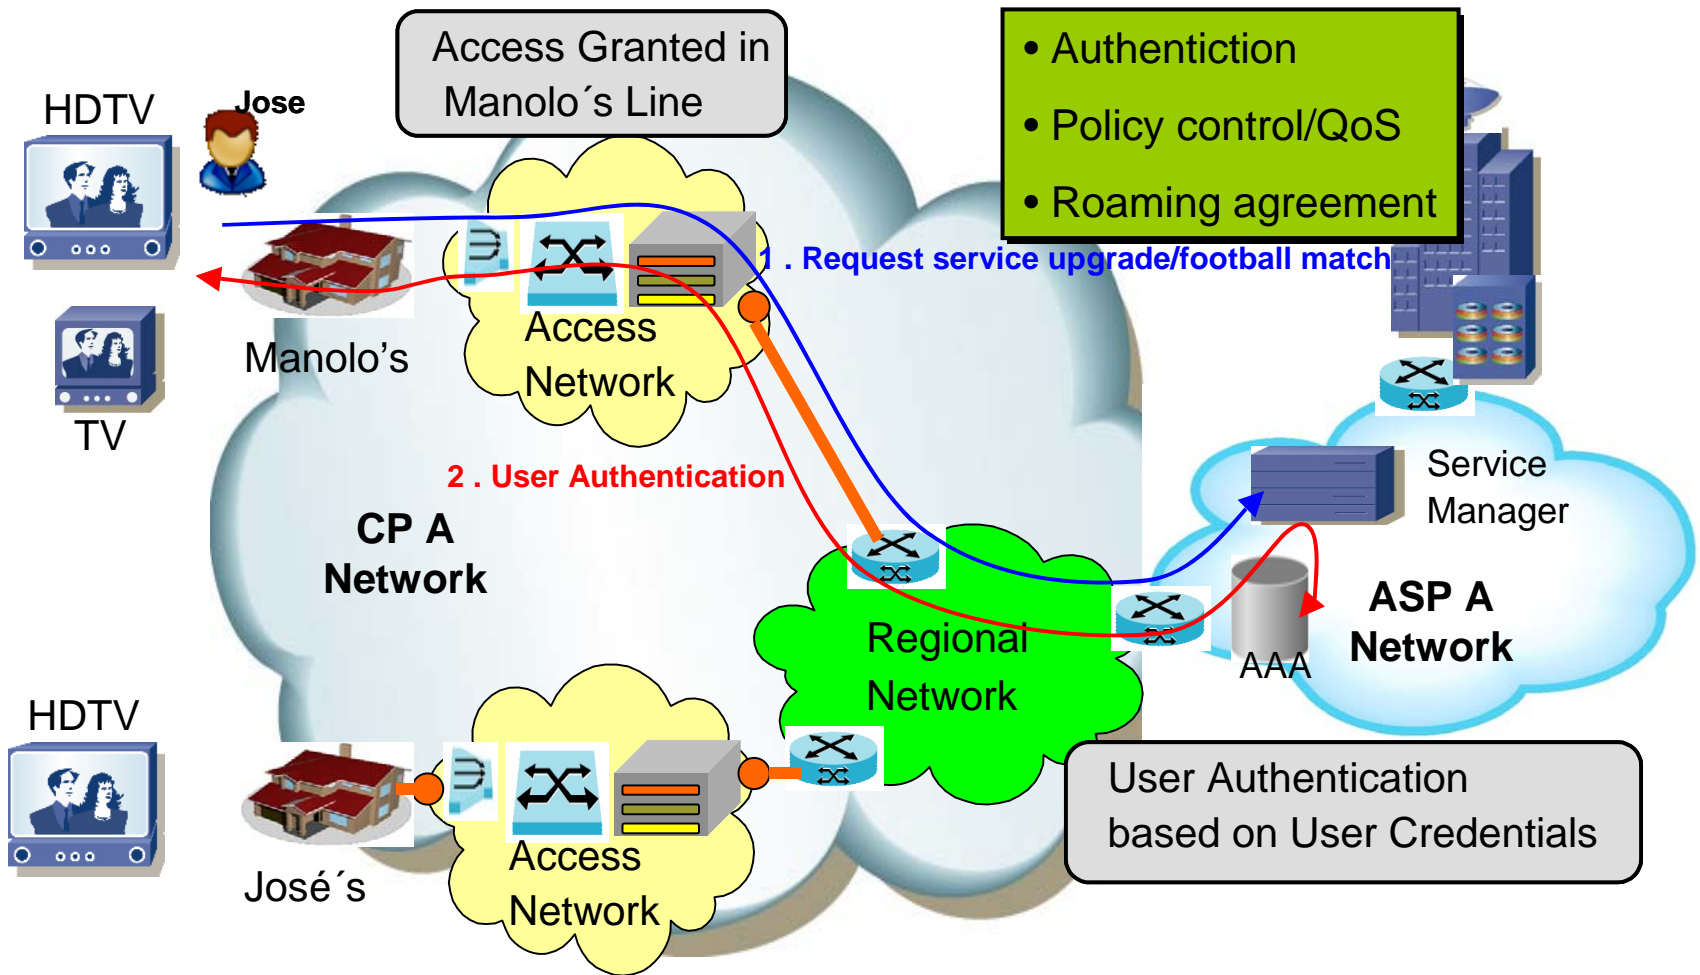 Access Granted in
Manolo´s Line
• Authentiction
• Policy control/QoS
• Roaming agreement
HDTV
Jose
1 . Request service upgrade/football match
Manolo’s
Access
Network
TV
2 . User Authentication
CP A
Network
Service
Manager
ASP A
Network
AAA
Regional
Network
HDTV
José´s
Access
Network
User Authentication
based on User Credentials